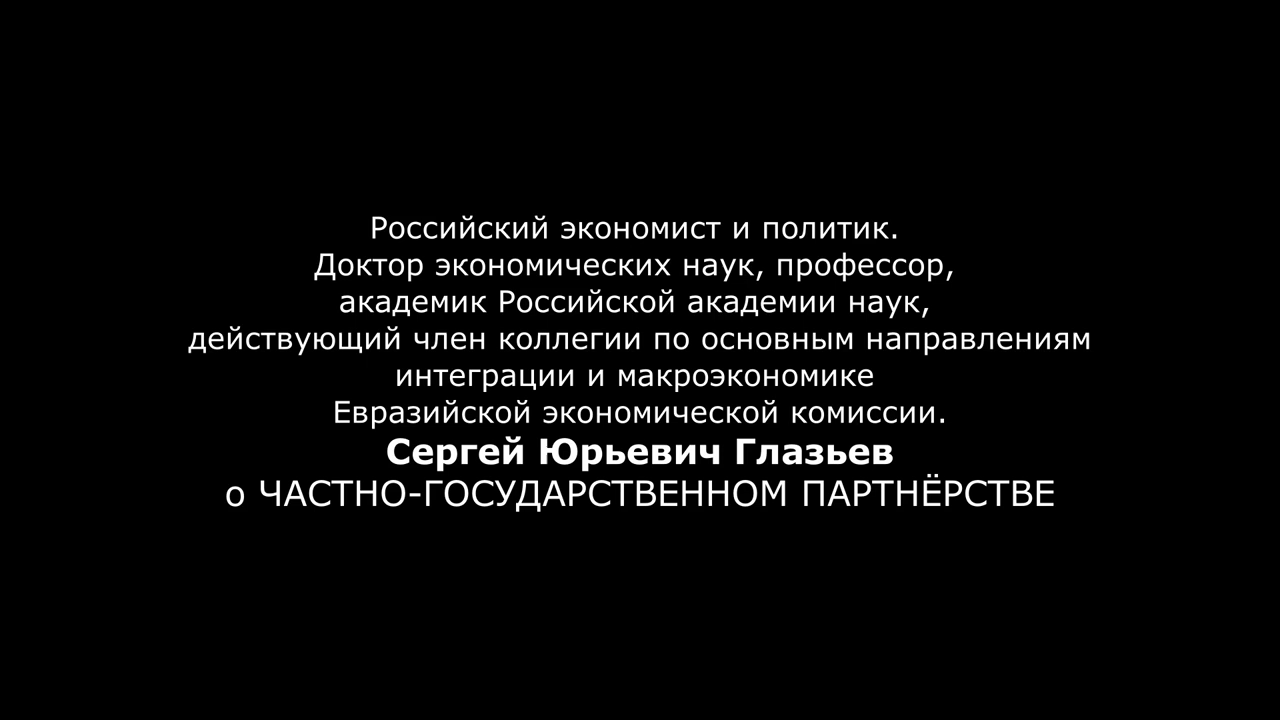 Российский экономист и политик.
Доктор экономических наук, профессор,
академик Российской академии наук,
действующий член коллегии по основным направлениям
интеграции и макроэкономике
Евразийской экономической комиссии.
Сергей Юрьевич Глазьев
о ЧАСТНО-ГОСУДАРСТВЕННОМ ПАРТНЁРСТВЕ